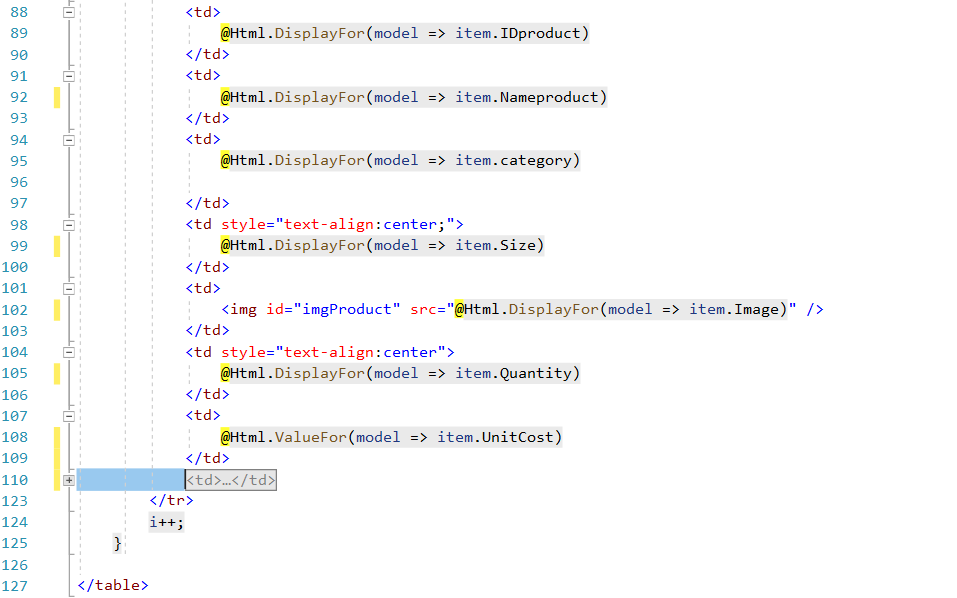 88 <td>
89 @Html.DisplayFor(model => item.IDproduct)
90 </td>
91 <td>
92 @Html.DisplayFor(model => item.Nameproduct)
93 </td>
94 <td>
95 @Html.DisplayFor(model => item.category)
96
97 </td>
98 <td style="text-align:center;">
99 @Html.DisplayFor(model => item.Size)
100 </td>
101 <td>
102 <img id="imgProduct" src="@Html.DisplayFor(model => item.Image)" />
103 </td>
104 <td style="text-align:center">
105 @Html.DisplayFor(model => item.Quantity)
106 </td>
107 <td>
108 @Html.ValueFor(model => item.UnitCost)
109 </td>
110 <td>…</td>
123 </tr>
124 i++;
125 }
126
127 </table>